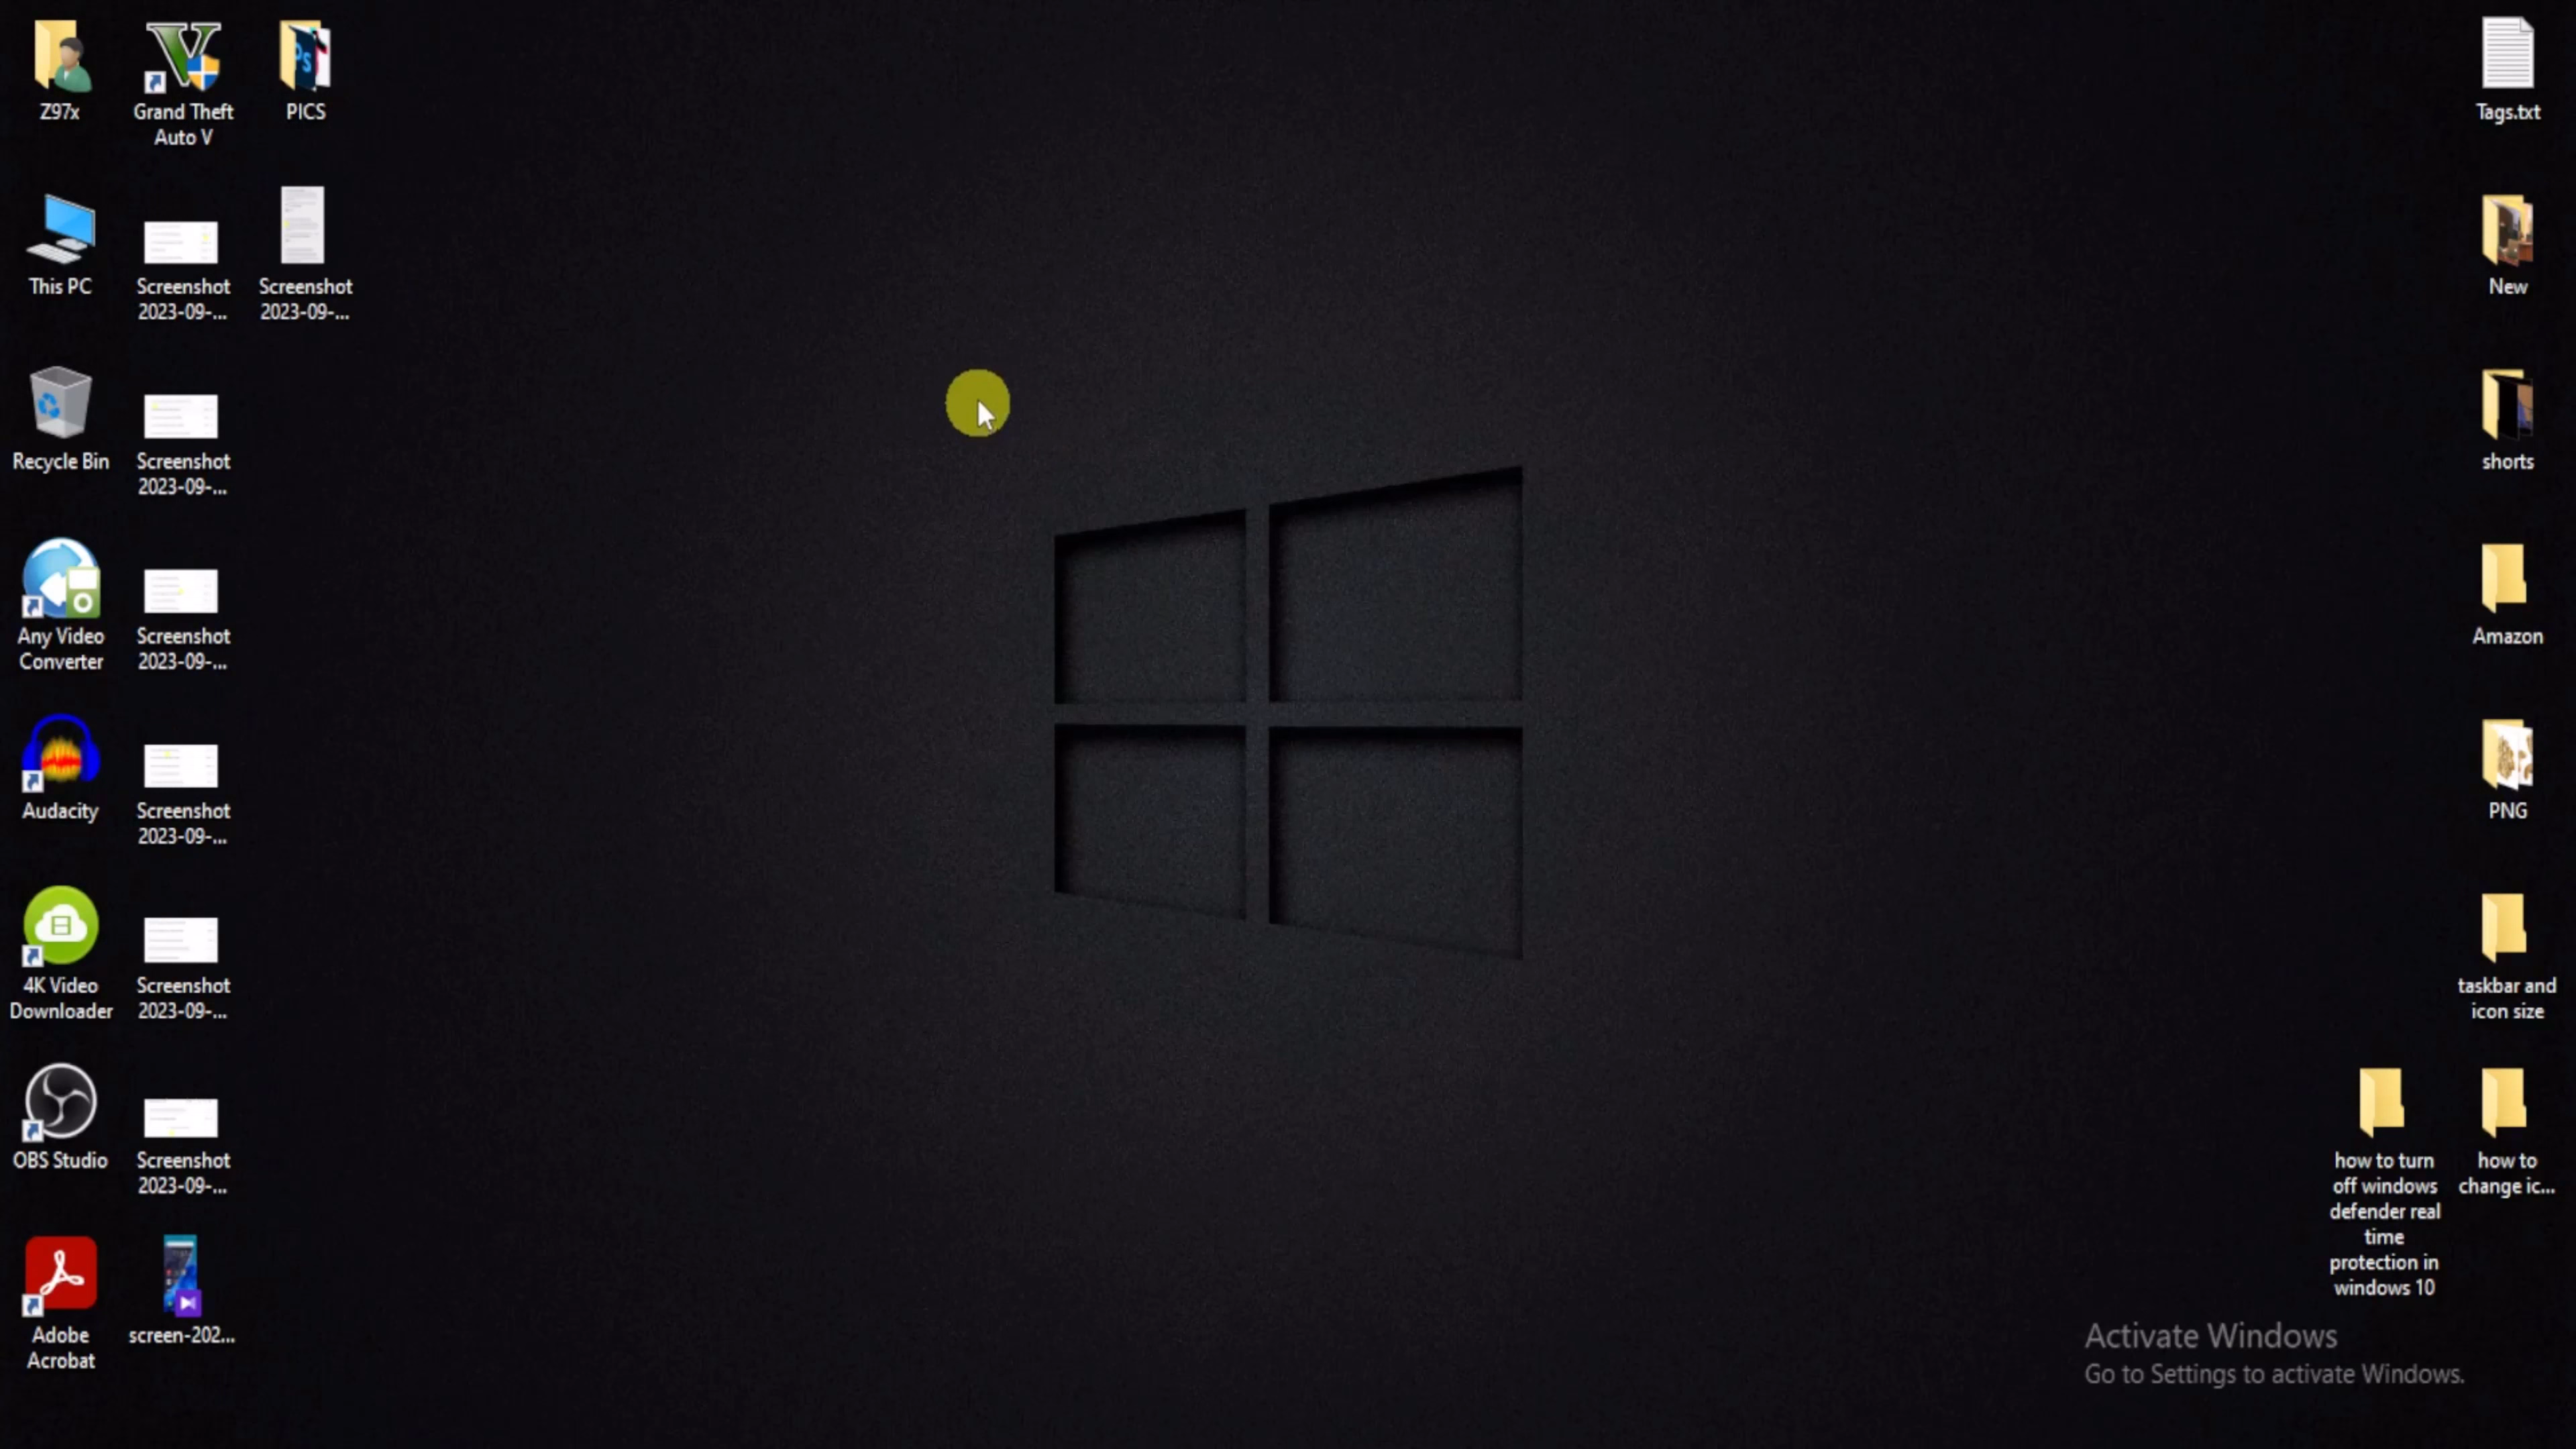 Z97x
Grand Theft
Auto V
PICS
Tags.txt
This PC
Screenshot
2023-09-...
Screenshot
2023-09-...
New
Recycle Bin
Screenshot
2023-09-...
shorts
Any Video
Converter
Screenshot
2023-09-...
Amazon
Audacity
Screenshot
2023-09-...
PNG
4K Video
Downloader
Screenshot
2023-09-...
taskbar and
icon size
OBS Studio
Screenshot
2023-09-...
how to turn
off windows
defender real
time
protection in
windows 10
how to
change ic...
Adobe
Acrobat
screen-202...
Activate Windows
Go to Settings to activate Windows.
Ps